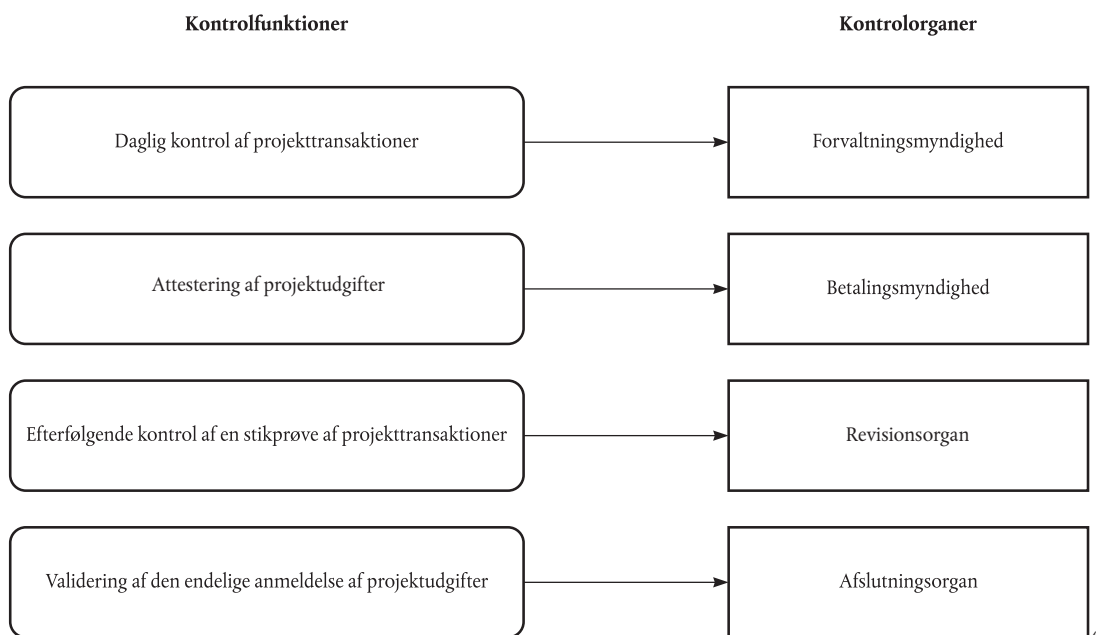 Kontrolfunktioner
Kontrolorganer
Daglig kontrol af projekttransaktioner
Forvaltningsmyndighed
Attestering af projektudgifter
Betalingsmyndighed
Efterfølgende kontrol af en stikprøve af projekttransaktioner
Revisionsorgan
Validering af den endelige anmeldelse af projektudgifter
Afslutningsorgan